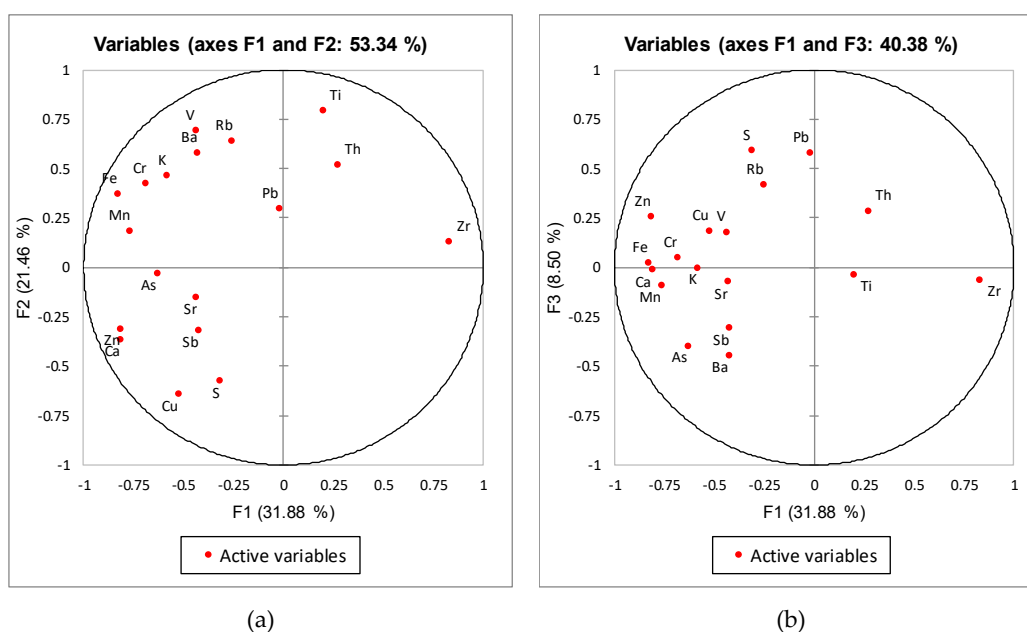 Variables (axes F1 and F2: 53.34 %)
1
0.75
0.5
0.25
0
-0.25
-0.5
-0.75
-1
F2 (21.46 %)
Ti
V
Ba
Rb
Th
K
Cr
Fe
Pb
Mn
Zr
As
Sr
Zn
Ca
Sb
S
Cu
-1 -0.75 -0.5 -0.25 0 0.25 0.5 0.75 1
F1 (31.88 %)
Active variables
(a)
Variables (axes F1 and F3: 40.38 %)
1
0.75
0.5
0.25
0
-0.25
-0.5
-0.75
-1
F3 (8.50 %)
S
Pb
Rb
Th
Zn
Cu
V
Fe
Cr
Ca
K
Mn
Sr
Ti
Zr
Sb
As
Ba
-1 -0.75 -0.5 -0.25 0 0.25 0.5 0.75 1
F1 (31.88 %)
Active variables
(b)